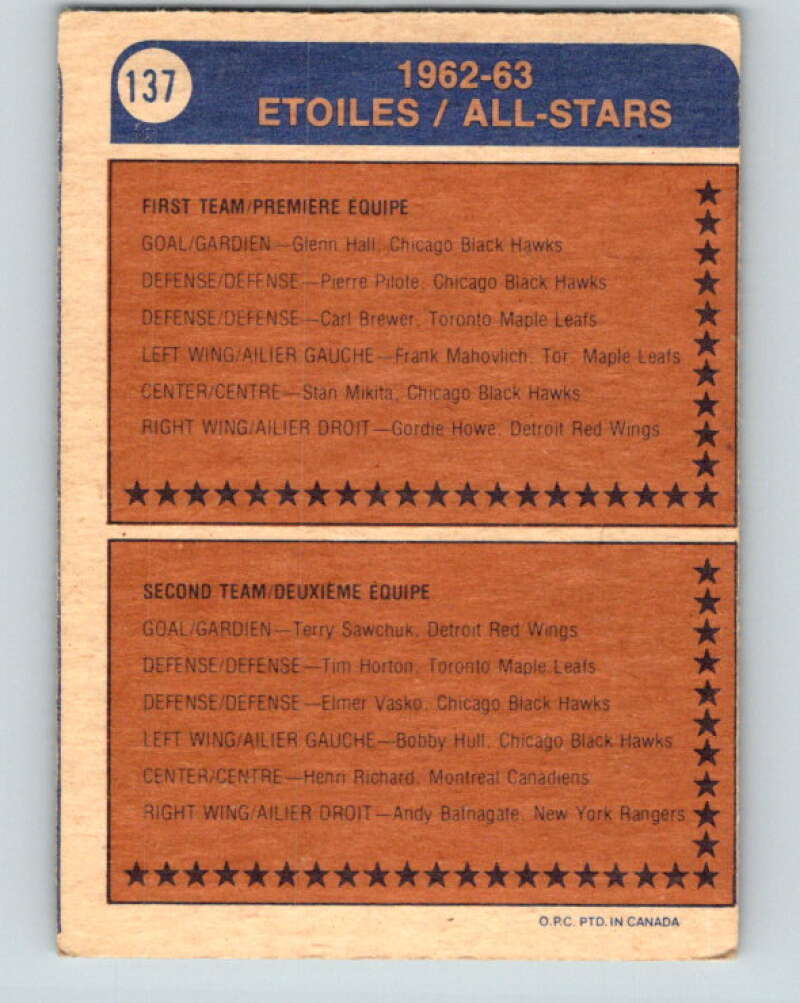 137
1962-63
ETOILES / ALL-STARS
FIRST TEAM/PREMIERE EQUIPE
GOAL/GARDIEN—Glenn Hall, Chicago Black Hawks
DEFENSE/DEFENSE—Pierre Pilote, Chicago Black Hawks
DEFENSE/DEFENSE—Carl Brewer, Toronto Maple Leafs
LEFT WING/AILIER GAUCHE—Frank Mahovlich, Tor. Maple Leafs
CENTER/CENTRE—Stan Mikita, Chicago Black Hawks
RIGHT WING/AILIER DROIT—Gordie Howe, Detroit Red Wings
SECOND TEAM/DEUXIÈME ÉQUIPE
GOAL/GARDIEN—Terry Sawchuk, Detroit Red Wings
DEFENSE/DEFENSE—Tim Horton, Toronto Maple Leafs
DEFENSE/DEFENSE—Elmer Vasko, Chicago Black Hawks
LEFT WING/AILIER GAUCHE—Bobby Hull, Chicago Black Hawks
CENTER/CENTRE—Henri Richard, Montreal Canadiens
RIGHT WING/AILIER DROIT—Andy Bathagate, New York Rangers
O.P.C. PTD. IN CANADA